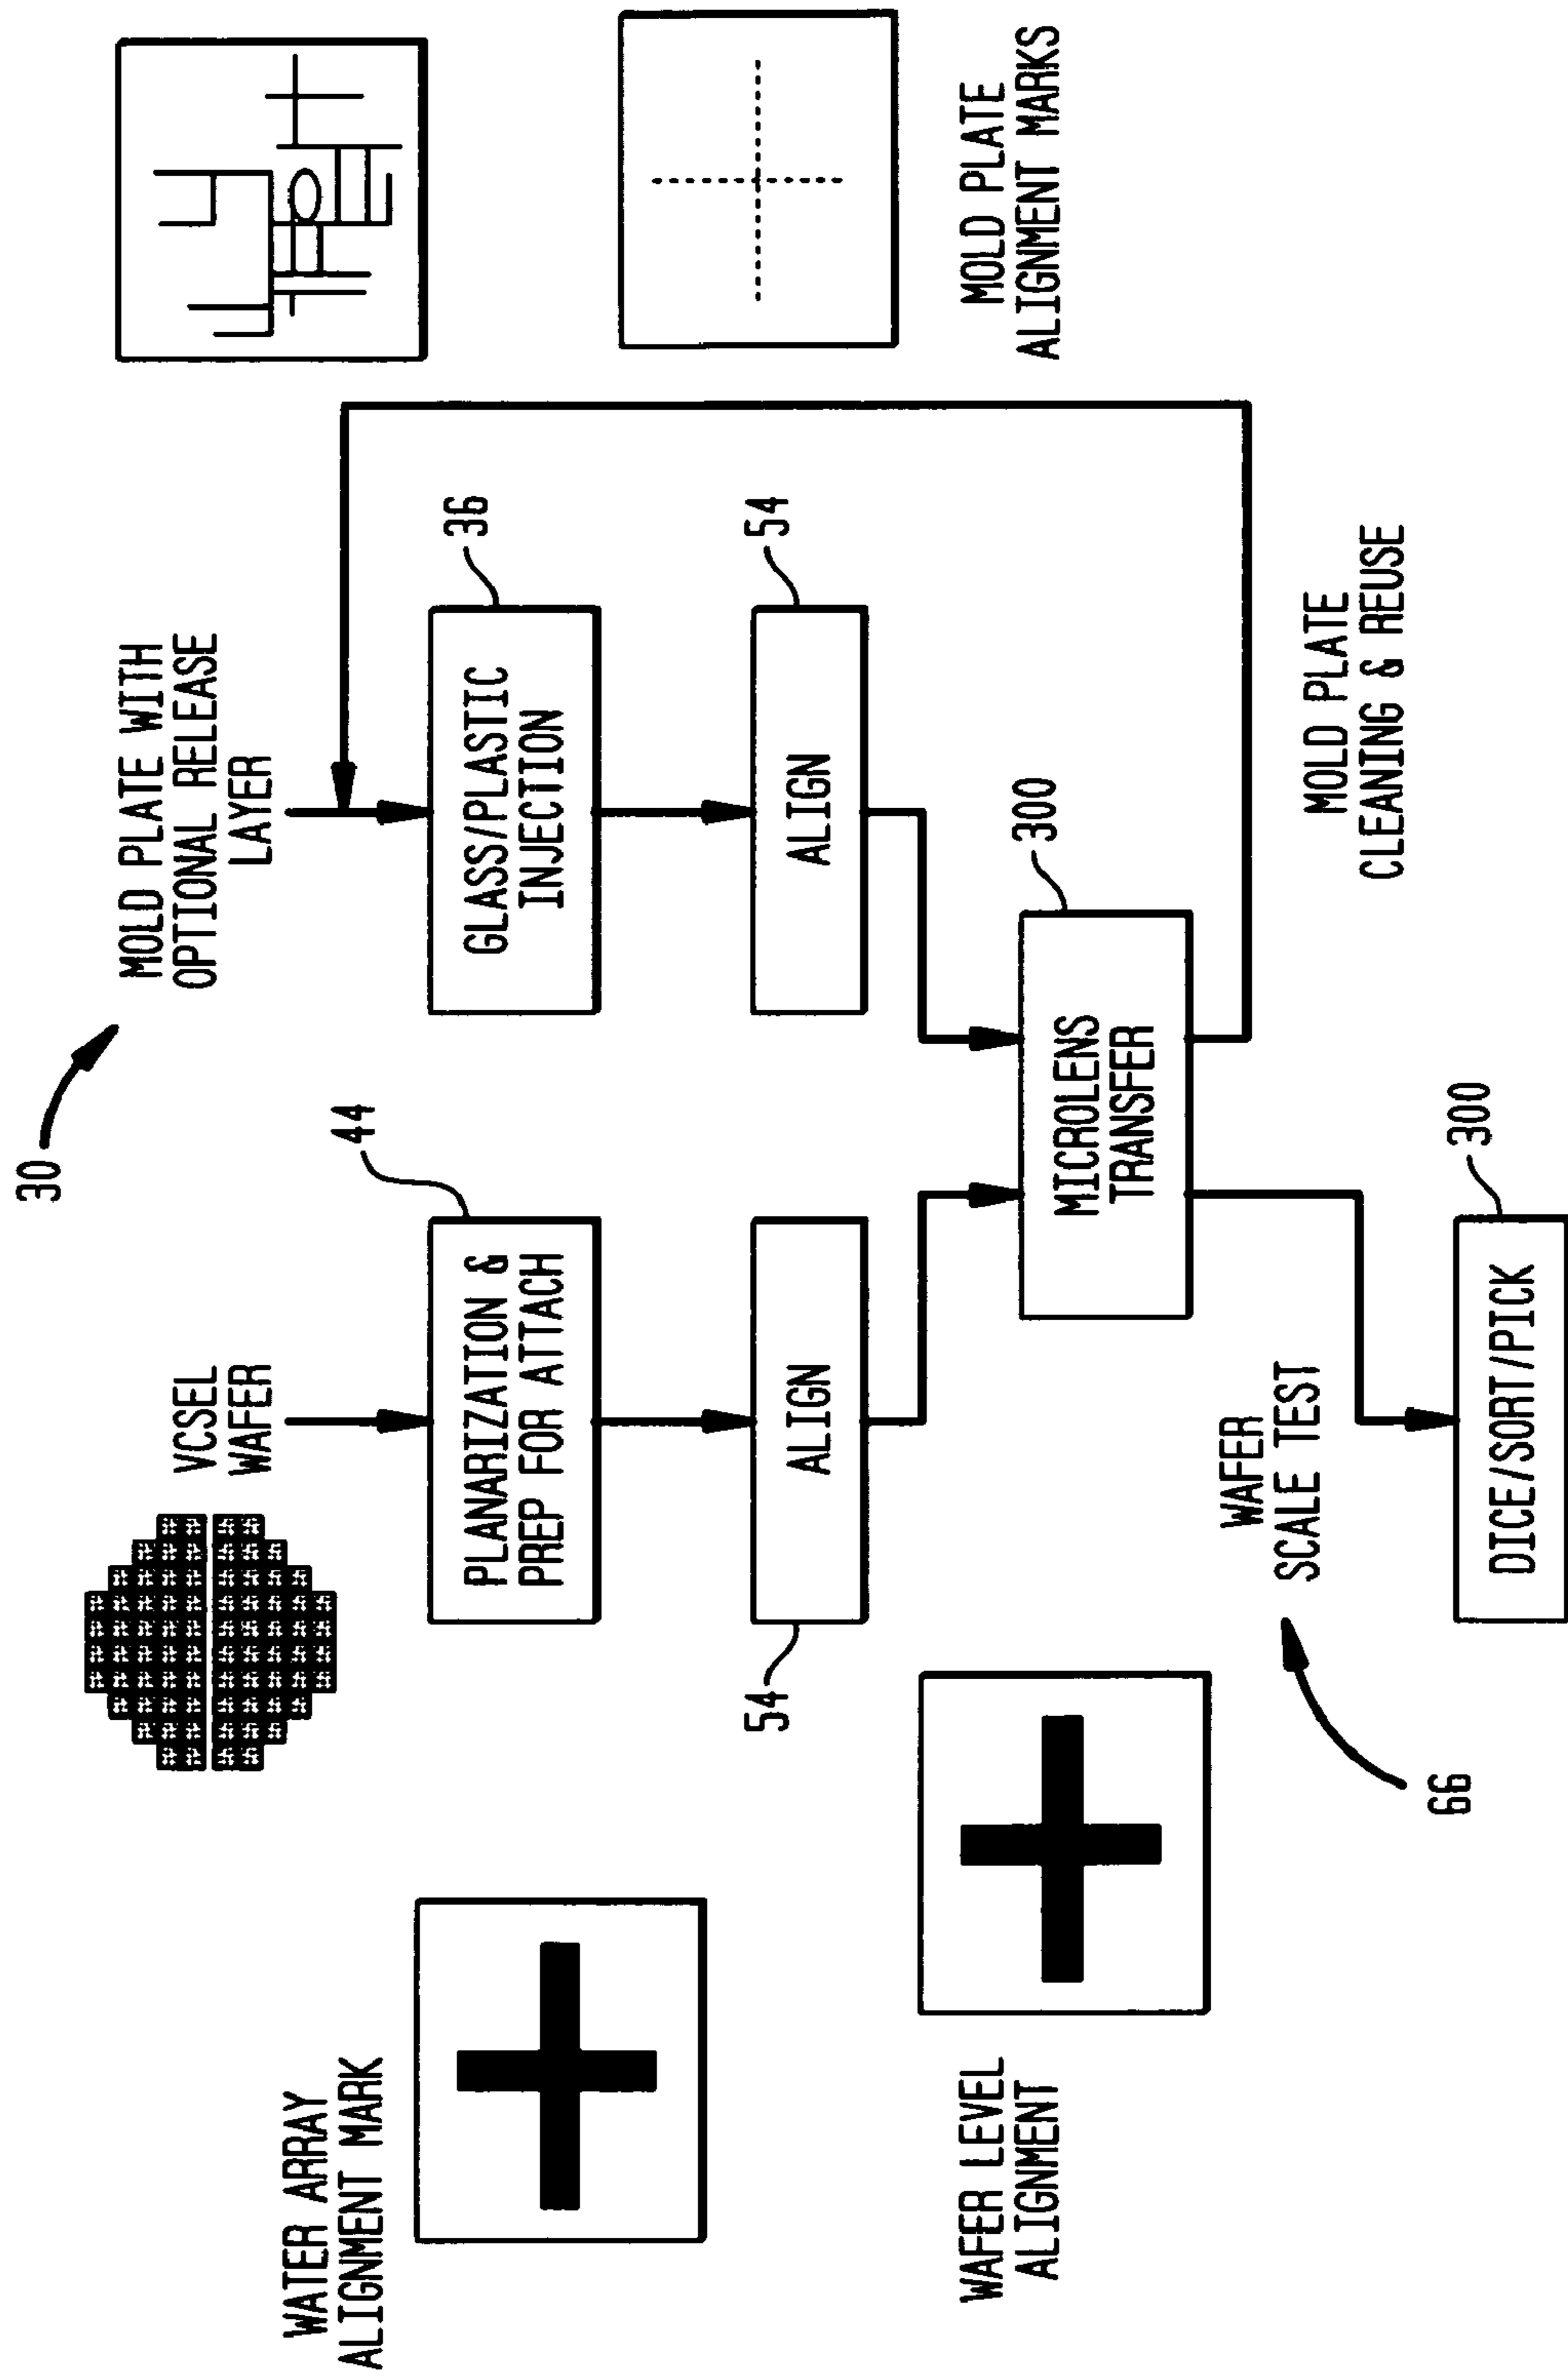 30
VCSEL
WAFER
MOLD PLATE WITH
OPTIONAL RELEASE
LAYER
WATER ARRAY
ALIGNMENT MARK
44
PLANARIZATION &
PREP FOR ATTACH
36
GLASS/PLASTIC
INJECTION
54
ALIGN
54
ALIGN
MOLD PLATE
ALIGNMENT MARKS
WAFER LEVEL
ALIGNMENT
300
MICROLENS
TRANSFER
WAFER
SCALE TEST
66
MOLD PLATE
CLEANING & REUSE
300
DICE/SORT/PICK